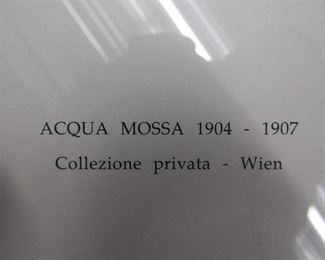 ACQUA MOSSA 1904 - 1907
Collezione privata - Wien